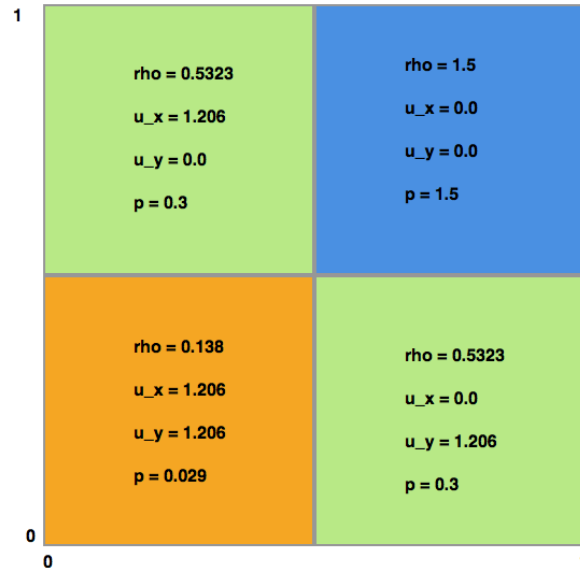 1
rho = 0.5323
u_x = 1.206
u_y = 0.0
p = 0.3
rho = 1.5
u_x = 0.0
u_y = 0.0
p = 1.5
rho = 0.138
u_x = 1.206
u_y = 1.206
p = 0.029
rho = 0.5323
u_x = 0.0
u_y = 1.206
p = 0.3
0
0